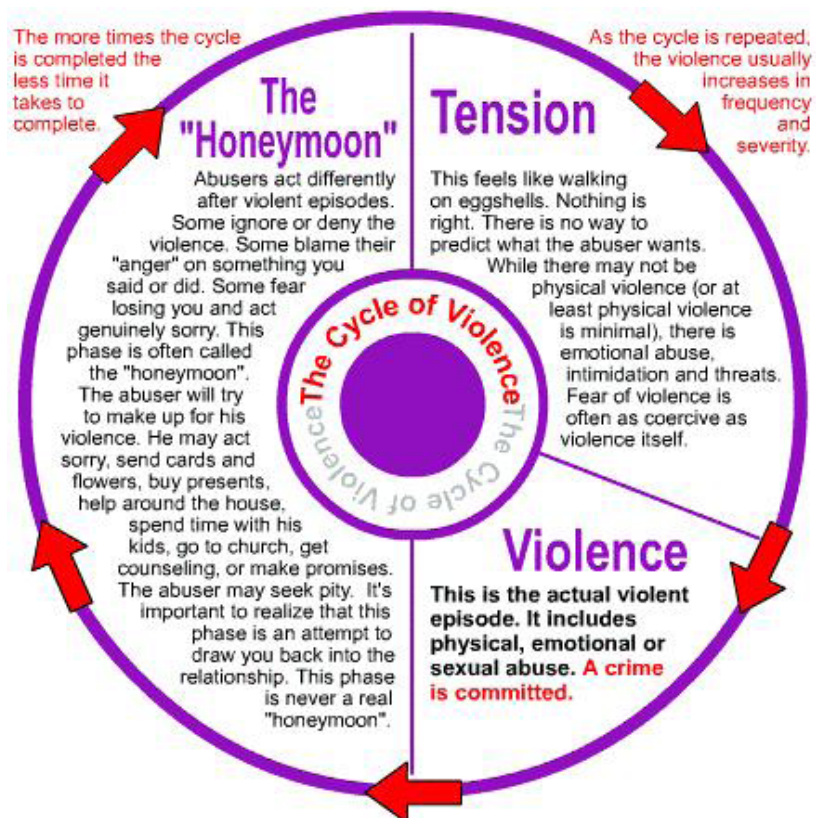 The more times the cycle
is completed the
less time it
takes to
complete.
As the cycle is repeated,
the violence usually
increases in
frequency
and
severity.
The
"Honeymoon"
Abusers act differently
after violent episodes.
Some ignore or deny the
violence. Some blame their
"anger" on something you
said or did. Some fear
losing you and act
genuinely sorry. This
phase is often called
the "honeymoon".
The abuser will try
to make up for his
violence. He may act
sorry, send cards and
flowers, buy presents,
help around the house,
spend time with his
kids, go to church, get
counseling, or make promises.
The abuser may seek pity. It's
important to realize that this
phase is an attempt to
draw you back into the
relationship. This phase
is never a real
"honeymoon".
Tension
This feels like walking
on eggshells. Nothing is
right. There is no way to
predict what the abuser wants.
While there may not be
physical violence (or at
least physical violence
is minimal), there is
emotional abuse,
intimidation and threats.
Fear of violence is
often as coercive as
violence itself.
The Cycle of Violence
The Cycle of Violence
Violence
This is the actual violent
episode. It includes
physical, emotional or
sexual abuse. A crime
is committed.